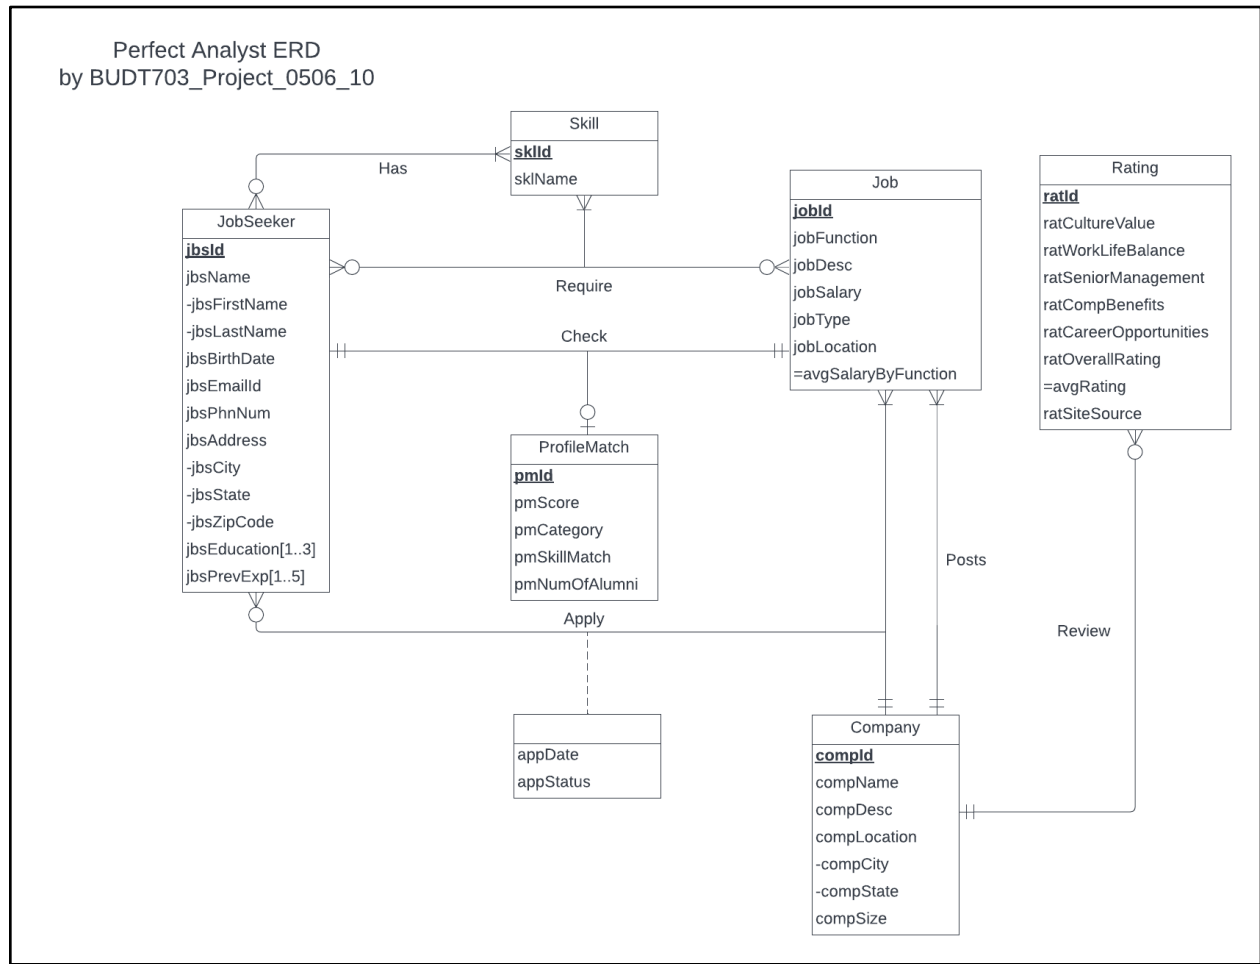 Perfect Analyst ERD
by BUDT703_Project_0506_10
Skill
sklId
sklName
Has
JobSeeker
jbsId
jbsName
-jbsFirstName
-jbsLastName
jbsBirthDate
jbsEmailId
jbsPhnNum
jbsAddress
-jbsCity
-jbsState
-jbsZipCode
jbsEducation[1..3]
jbsPrevExp[1..5]
Require
Check
Job
jobId
jobFunction
jobDesc
jobSalary
jobType
jobLocation
=avgSalaryByFunction
Rating
ratId
ratCultureValue
ratWorkLifeBalance
ratSeniorManagement
ratCompBenefits
ratCareerOpportunities
ratOverallRating
=avgRating
ratSiteSource
ProfileMatch
pmId
pmScore
pmCategory
pmSkillMatch
pmNumOfAlumni
Posts
Apply
Review
appDate
appStatus
Company
compId
compName
compDesc
compLocation
-compCity
-compState
compSize